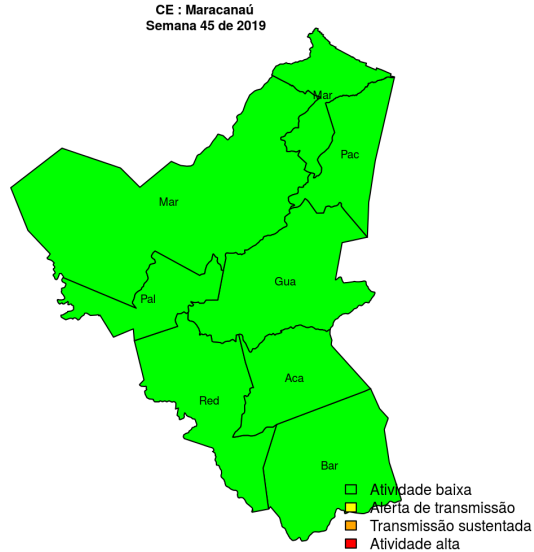 CE : Maracanaú
Semana 45 de 2019
Mar
Pac
Mar
Gua
Pal
Aca
Red
Bar
Atividade baixa
Alerta de transmissão
Transmissão sustentada
Atividade alta